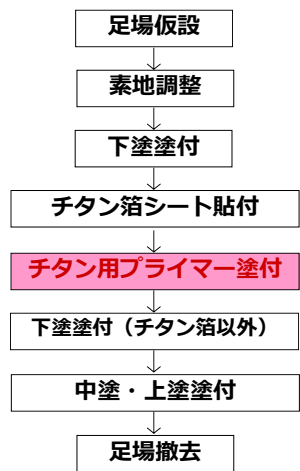 足場仮設
素地調整
下塗塗付
チタン箔シート貼付
チタン用プライマー塗付
下塗塗付（チタン箔以外）
中塗・上塗塗付
足場撤去